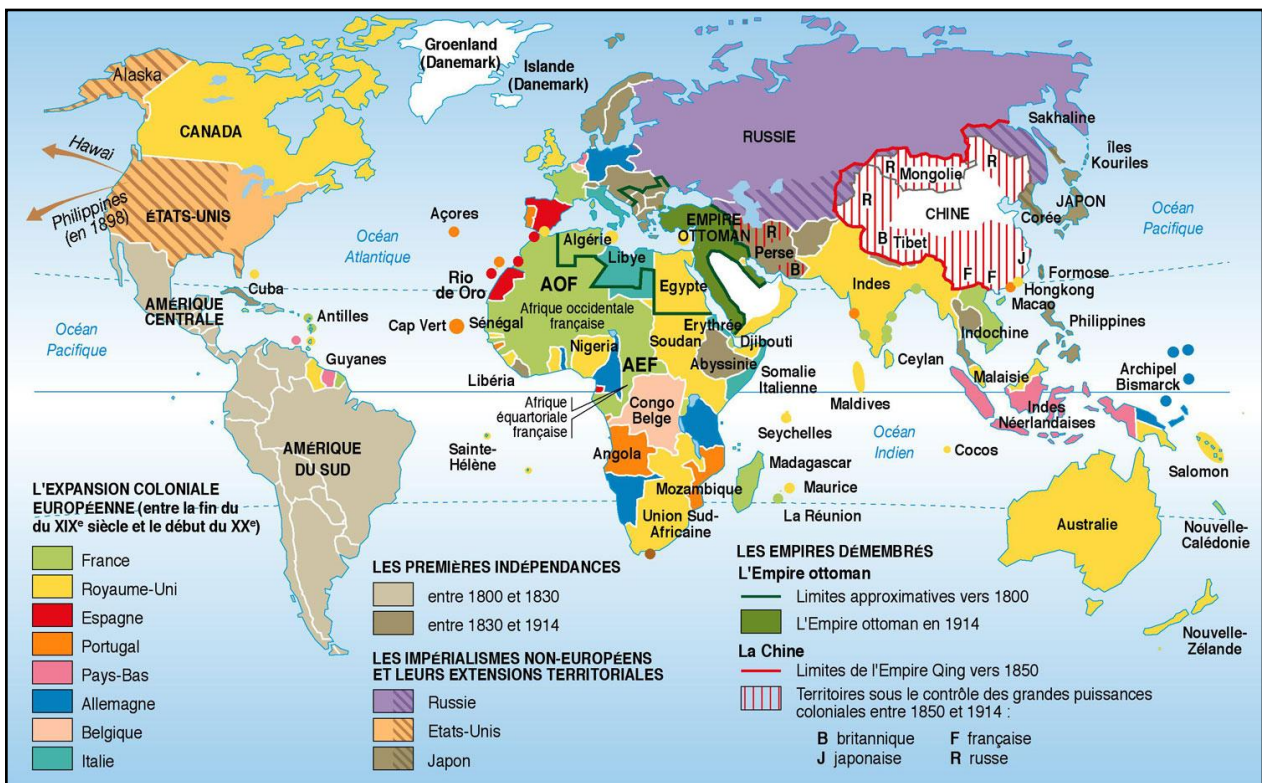 Groenland
(Danemark)
Islande
(Danemark)
Alaska
CANADA
RUSSIE
Sakhaline
îles
Kouriles
Hawai
Philippines
(en 1898)
ÉTATS-UNIS
Açores
Océan
Atlantique
EMPIRE
OTTOMAN
R
Mongolie
R
R
CHINE
B
Tibet
JAPON
Corée
Océan
Pacifique
Algérie
Libye
R
Perse
B
J
F
F
Rio
de Oro
AOF
Afrique occidentale
française
Egypte
Indes
Formose
Hongkong
Macao
Cuba
AMÉRIQUE
CENTRALE
Antilles
Cap Vert
Sénégal
Erythrée
Soudan
Djibouti
Indochine
Philippines
Océan
Pacifique
Guyanes
Nigeria
AEF
Abyssinie
Somalie
Italienne
Ceylan
Malaisie
Archipel
Bismarck
Libéria
Afrique
équatoriale
française
Congo
Belge
Maldives
Indes
Néerlandaises
Seychelles
Océan
Indien
Cocos
AMÉRIQUE
DU SUD
Sainte-
Hélène
Angola
Madagascar
Salomon
Mozambique
Maurice
La Réunion
Union Sud-
Africaine
Australie
Nouvelle-
Calédonie
Nouvelle-
Zélande
L'EXPANSION COLONIALE
EUROPÉENNE (entre la fin du
du XIXe siècle et le début du XXe)
France
Royaume-Uni
Espagne
Portugal
Pays-Bas
Allemagne
Belgique
Italie
LES PREMIÈRES INDÉPENDANCES
entre 1800 et 1830
entre 1830 et 1914
LES IMPÉRIALISMES NON-EUROPÉENS
ET LEURS EXTENSIONS TERRITORIALES
Russie
Etats-Unis
Japon
LES EMPIRES DÉMEMBRÉS
L'Empire ottoman
Limites approximatives vers 1800
L'Empire ottoman en 1914
La Chine
Limites de l'Empire Qing vers 1850
Territoires sous le contrôle des grandes puissances
coloniales entre 1850 et 1914 :
B britannique F française
J japonaise R russe